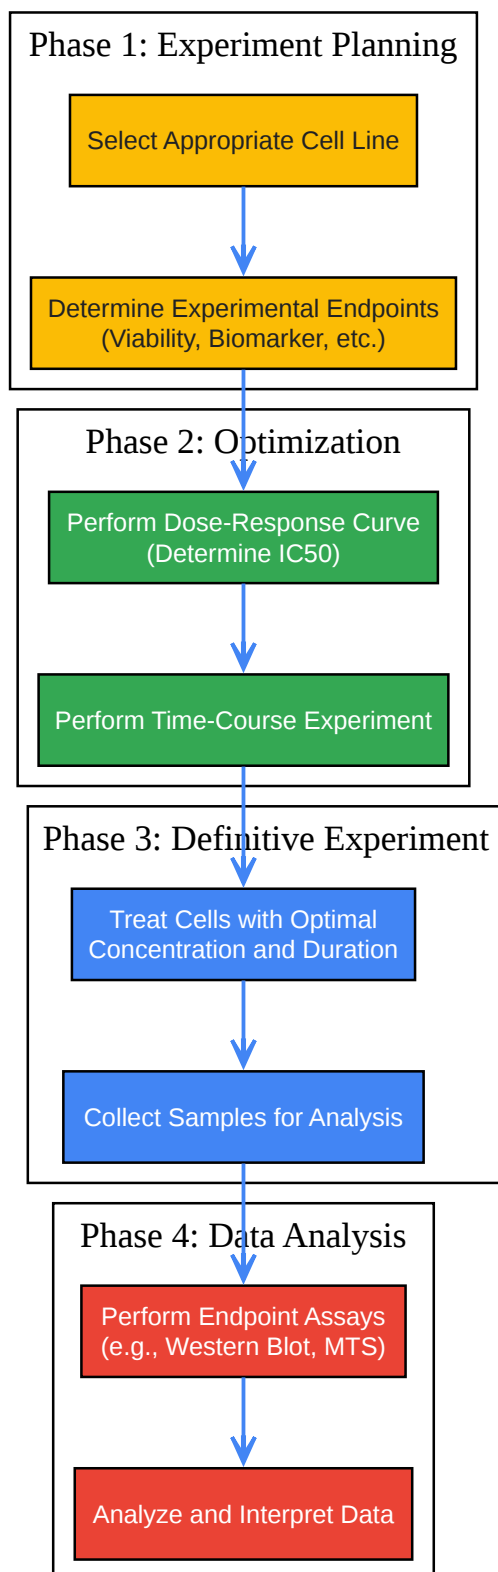 Phase 1: Experiment Planning
Select Appropriate Cell Line
Determine Experimental Endpoints
(Viability, Biomarker, etc.)
Phase 2: Optimization
Perform Dose-Response Curve
(Determine IC50)
Perform Time-Course Experiment
Phase 3: Definitive Experiment
Treat Cells with Optimal
Concentration and Duration
Collect Samples for Analysis
Phase 4: Data Analysis
Perform Endpoint Assays
(e.g., Western Blot, MTS)
Analyze and Interpret Data